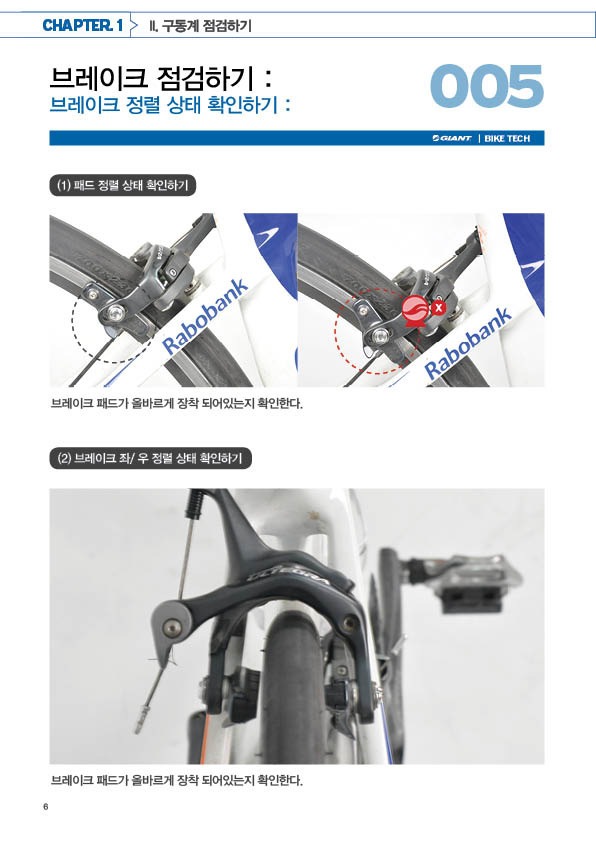 CHAPTER. 1
II. 구동계 점검하기
브레이크 점검하기 :
브레이크 정렬 상태 확인하기 :
005
GIANT | BIKE TECH
(1) 패드 정렬 상태 확인하기
Rabobank
X
Rabobank
브레이크 패드가 올바르게 장착 되어있는지 확인한다.
(2) 브레이크 좌/ 우 정렬 상태 확인하기
ULTEGRA
브레이크 패드가 올바르게 장착 되어있는지 확인한다.
6